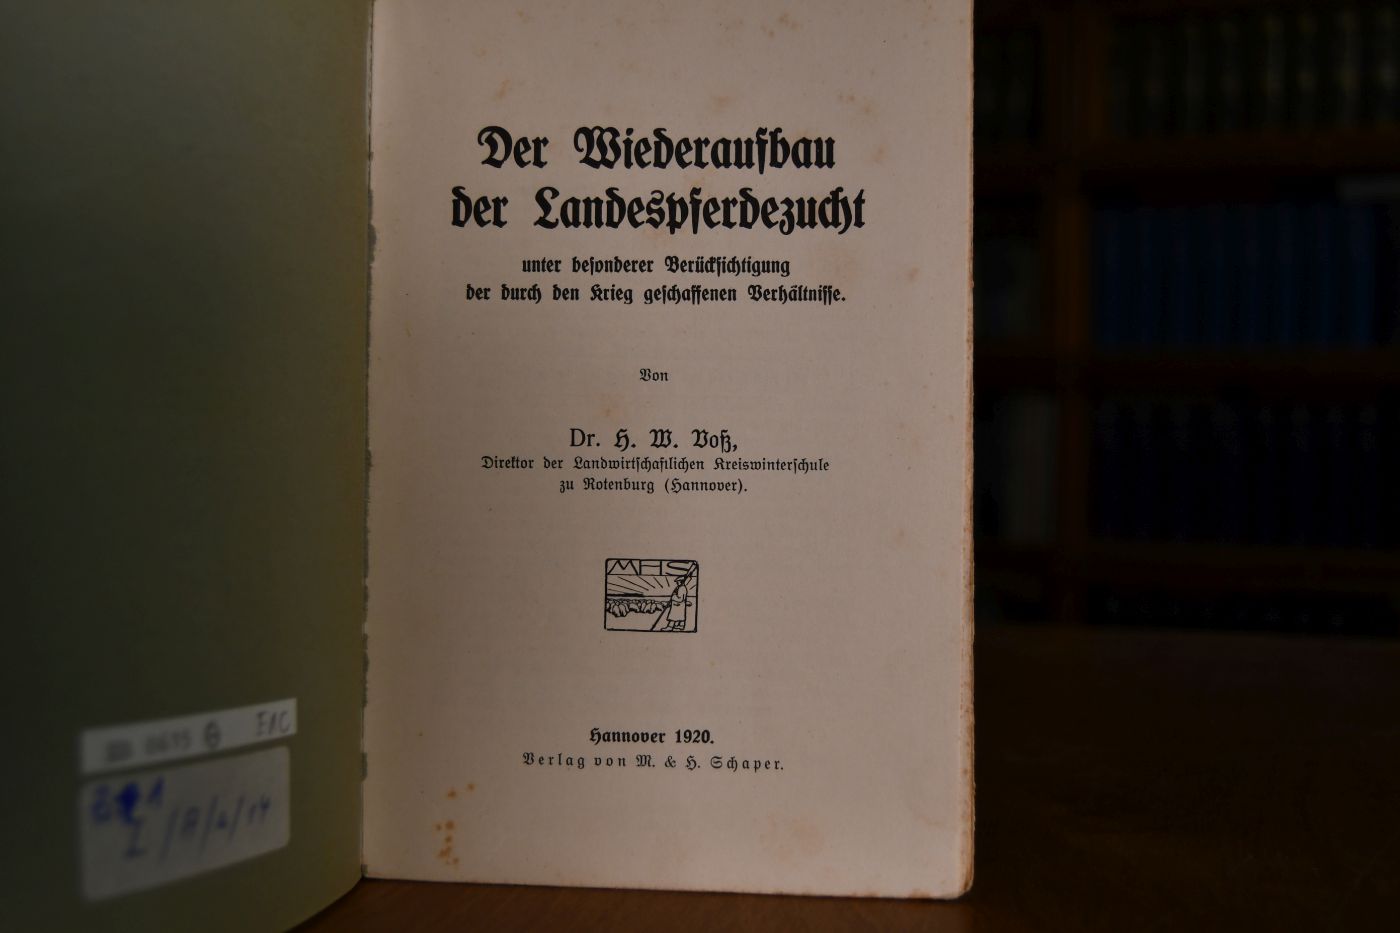 Der Wiederaufbau
der Landespferdezucht
unter besonderer Berücksichtigung
der durch den Krieg geschaffenen Verhältnisse.
Von
Dr. H. W. Voß,
Direktor der Landwirtschaftlichen Kreiswinterschule
zu Rotenburg (Hannover).
MHS
Hannover 1920.
Verlag von M. & H. Schaper.